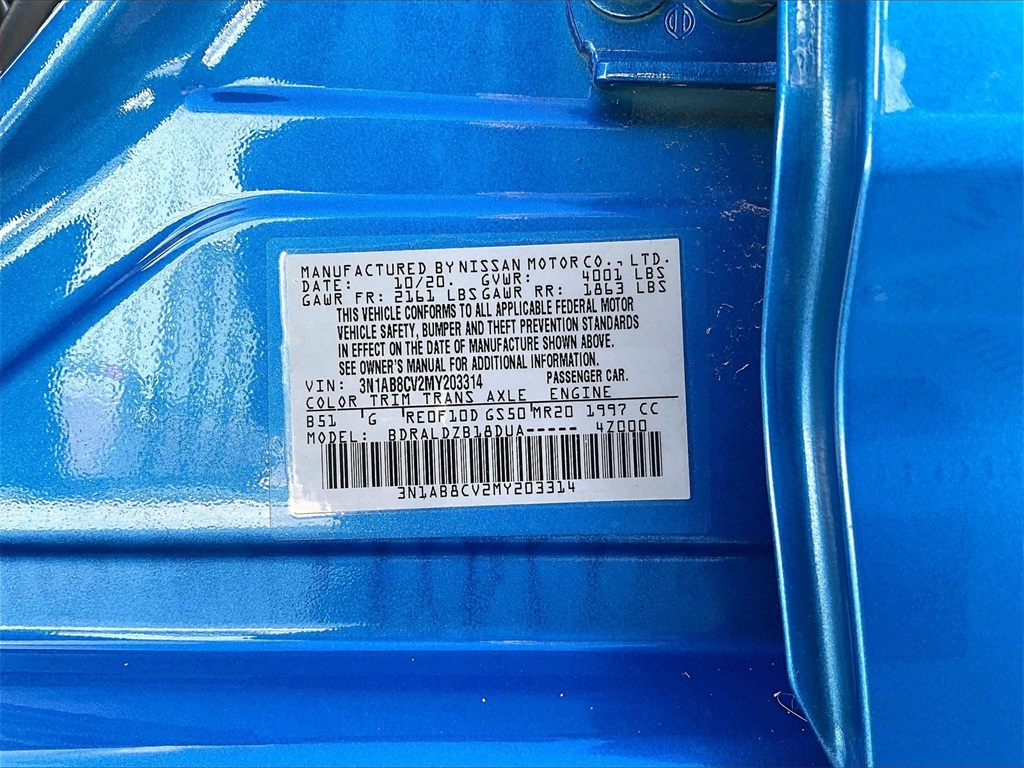 MANUFACTURED BY NISSAN MOTOR CO., LTD.
DATE: 10/20. GVWR: 4001 LBS
GAWR FR: 2161 LBS GAWR RR: 1863 LBS
THIS VEHICLE CONFORMS TO ALL APPLICABLE FEDERAL MOTOR
VEHICLE SAFETY, BUMPER AND THEFT PREVENTION STANDARDS
IN EFFECT ON THE DATE OF MANUFACTURE SHOWN ABOVE.
SEE OWNER'S MANUAL FOR ADDITIONAL INFORMATION.
VIN: 3N1AB8CV2MY203314 PASSENGER CAR.
COLOR TRIM TRANS AXLE ENGINE
B51 G RE0F10D GS50 MR20 1997 CC
MODEL: BDRALDZB18DUA----- 4Z000
3N1AB8CV2MY203314